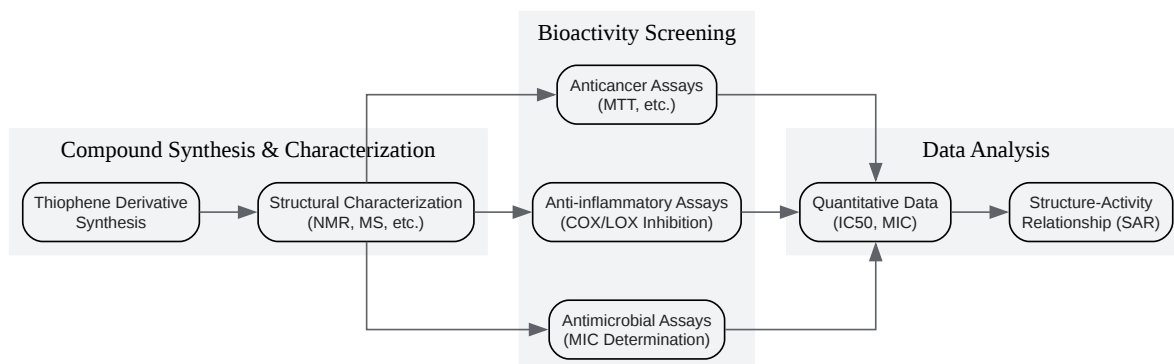 Bioactivity Screening
Anticancer Assays
(MTT, etc.)
Compound Synthesis & Characterization
Data Analysis
Thiophene Derivative
Synthesis
Structural Characterization
(NMR, MS, etc.)
Anti-inflammatory Assays
(COX/LOX Inhibition)
Quantitative Data
(IC50, MIC)
Structure-Activity
Relationship (SAR)
Antimicrobial Assays
(MIC Determination)